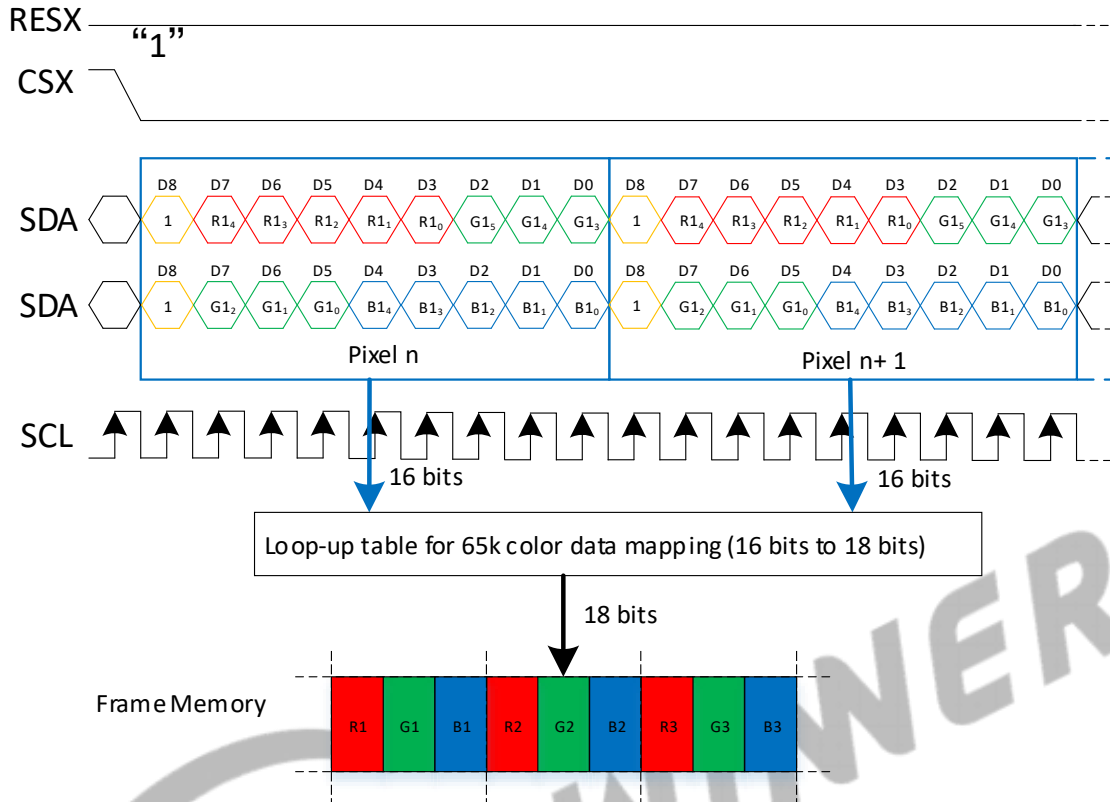 RESX
“1”
CSX
D8 D7 D6 D5 D4 D3 D2 D1 D0 D8 D7 D6 D5 D4 D3 D2 D1 D0
SDA 1 R1₄ R1₃ R1₂ R1₁ R1₀ G1₅ G1₄ G1₃ 1 R1₄ R1₃ R1₂ R1₁ R1₀ G1₅ G1₄ G1₃
D8 D7 D6 D5 D4 D3 D2 D1 D0 D8 D7 D6 D5 D4 D3 D2 D1 D0
SDA 1 G1₂ G1₁ G1₀ B1₄ B1₃ B1₂ B1₁ B1₀ 1 G1₂ G1₁ G1₀ B1₄ B1₃ B1₂ B1₁ B1₀
Pixel n Pixel n+ 1
SCL
16 bits 16 bits
Loop-up table for 65k color data mapping (16 bits to 18 bits)
18 bits
Frame Memory
R1 G1 B1 R2 G2 B2 R3 G3 B3